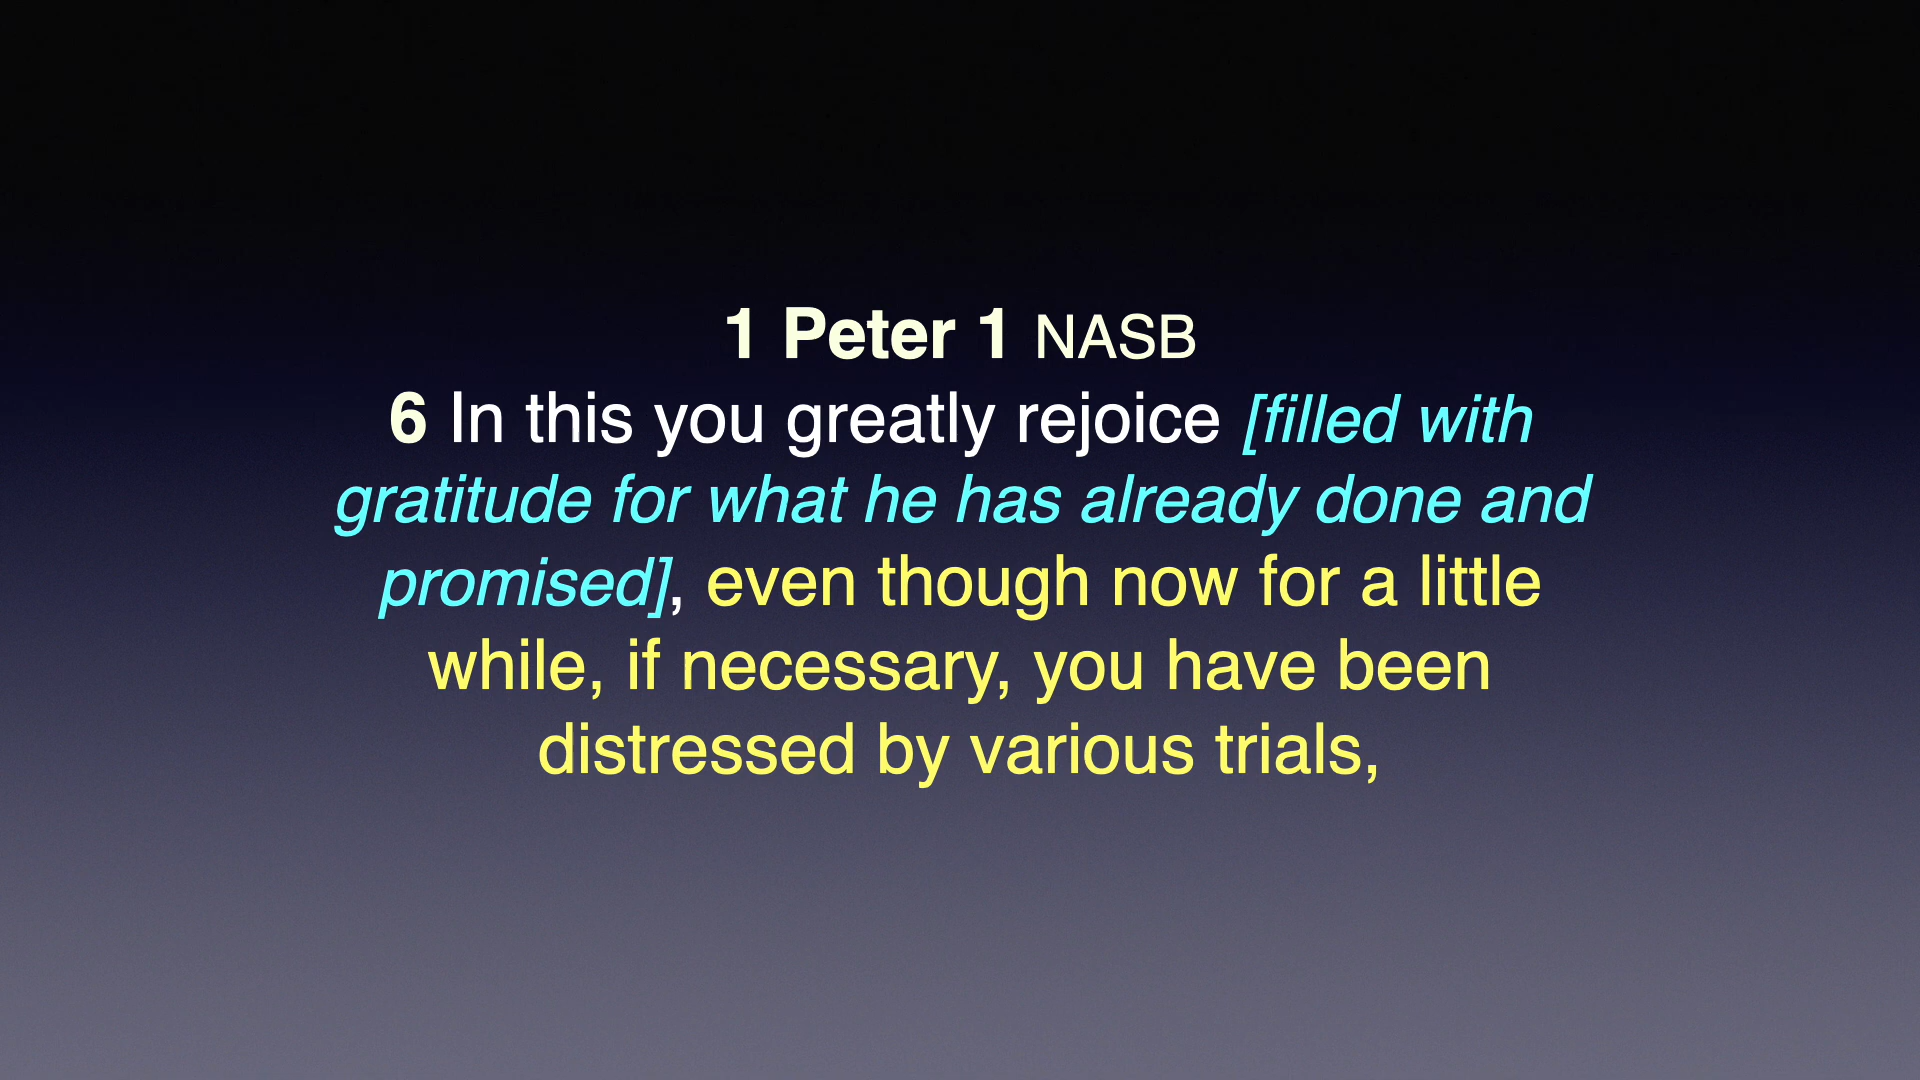 1 Peter 1 NASB
6 In this you greatly rejoice [filled with
gratitude for what he has already done and
promised], even though now for a little
while, if necessary, you have been
distressed by various trials,